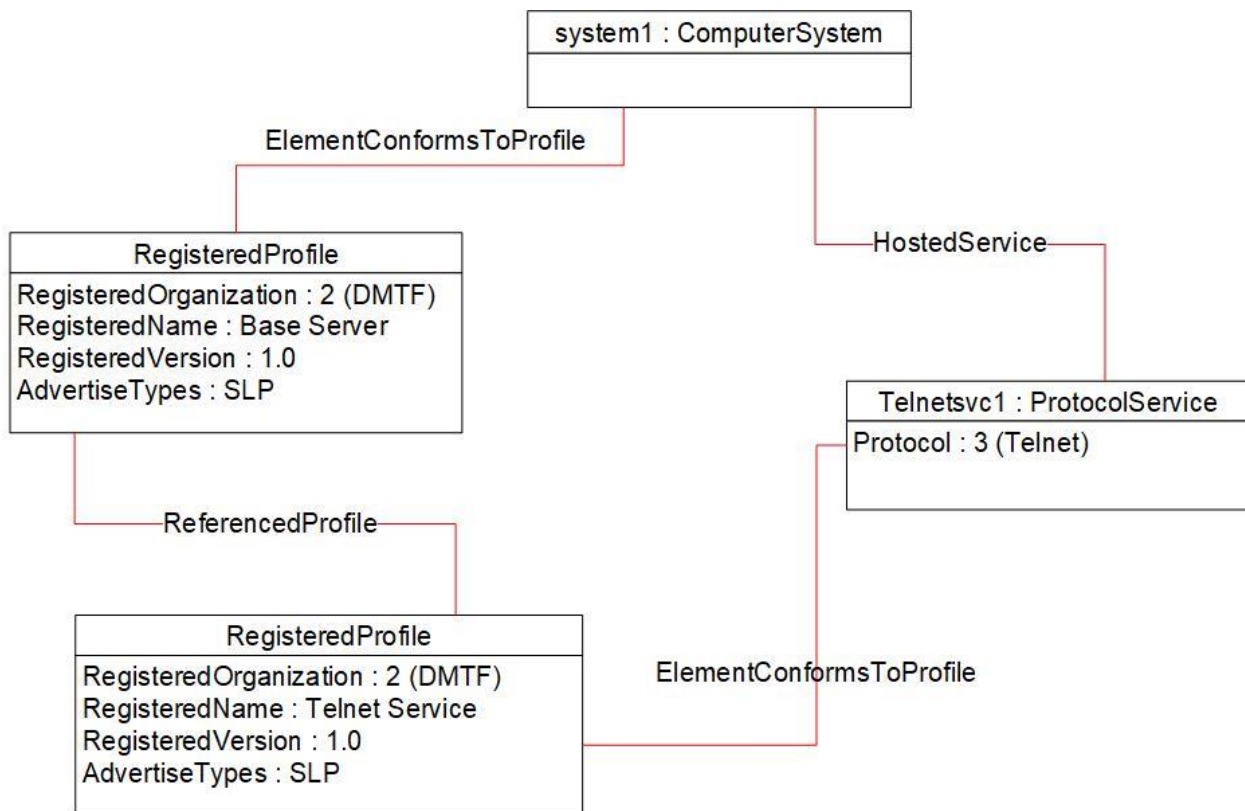 system1 : ComputerSystem
ElementConformsToProfile
HostedService
RegisteredProfile
RegisteredOrganization : 2 (DMTF)
RegisteredName : Base Server
RegisteredVersion : 1.0
AdvertiseTypes : SLP
Telnetsvc1 : ProtocolService
Protocol : 3 (Telnet)
ReferencedProfile
RegisteredProfile
RegisteredOrganization : 2 (DMTF)
RegisteredName : Telnet Service
RegisteredVersion : 1.0
AdvertiseTypes : SLP
ElementConformsToProfile